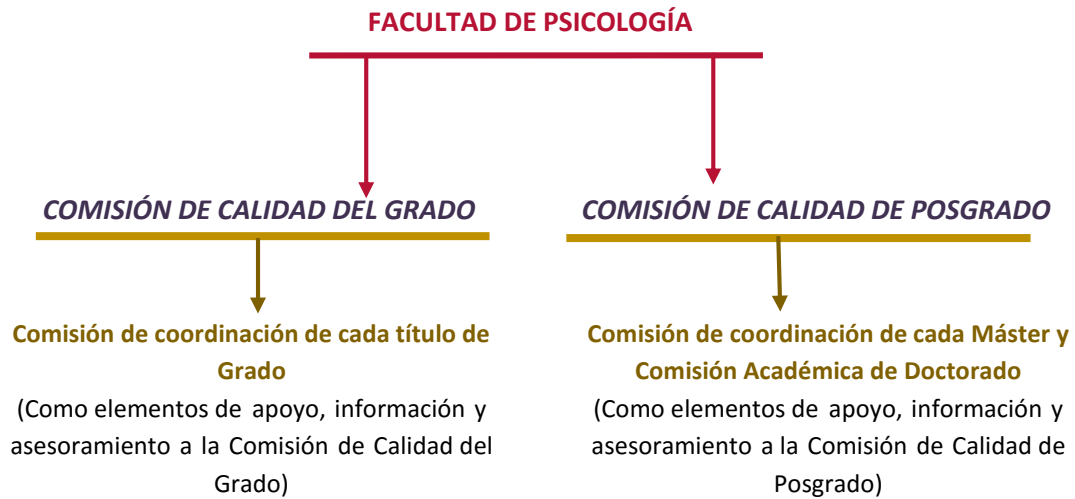 FACULTAD DE PSICOLOGÍA
COMISIÓN DE CALIDAD DEL GRADO
Comisión de coordinación de cada título de
Grado
(Como elementos de apoyo, información y
asesoramiento a la Comisión de Calidad del
Grado)
COMISIÓN DE CALIDAD DE POSGRADO
Comisión de coordinación de cada Máster y
Comisión Académica de Doctorado
(Como elementos de apoyo, información y
asesoramiento a la Comisión de Calidad de
Posgrado)